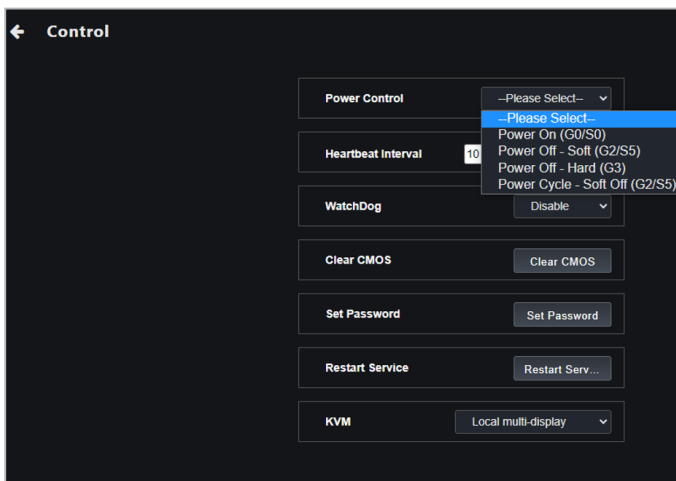 Control
Power Control
--Please Select--
--Please Select--
Power On (G0/S0)
Power Off - Soft (G2/S5)
Power Off - Hard (G3)
Power Cycle - Soft Off (G2/S5)
Heartbeat Interval
10
WatchDog
Disable
Clear CMOS
Clear CMOS
Set Password
Set Password
Restart Service
Restart Serv...
KVM
Local multi-display